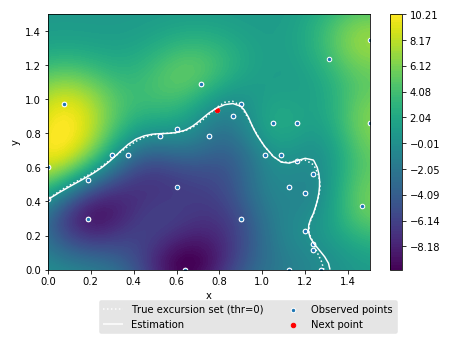 1.4
1.2
1.0
0.8
0.6
0.4
0.2
0.0
y
0.0 0.2 0.4 0.6 0.8 1.0 1.2 1.4
x
10.21
8.17
6.12
4.08
2.04
−0.01
−2.05
−4.09
−6.14
−8.18
True excursion set (thr=0)
Estimation
Observed points
Next point